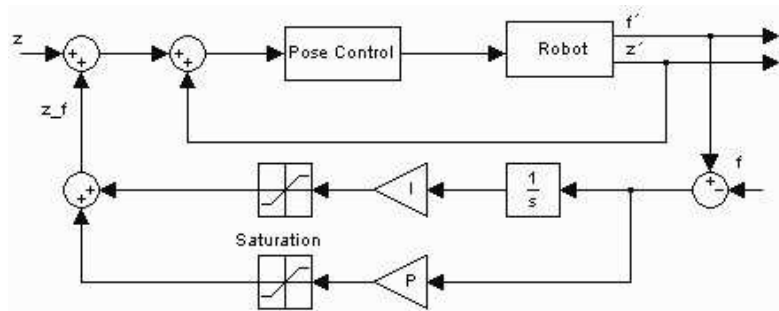 z
+
+
+
+
Pose Control
Robot
f´
z´
z_f
f
+
-
+
+
I
1
s
Saturation
P